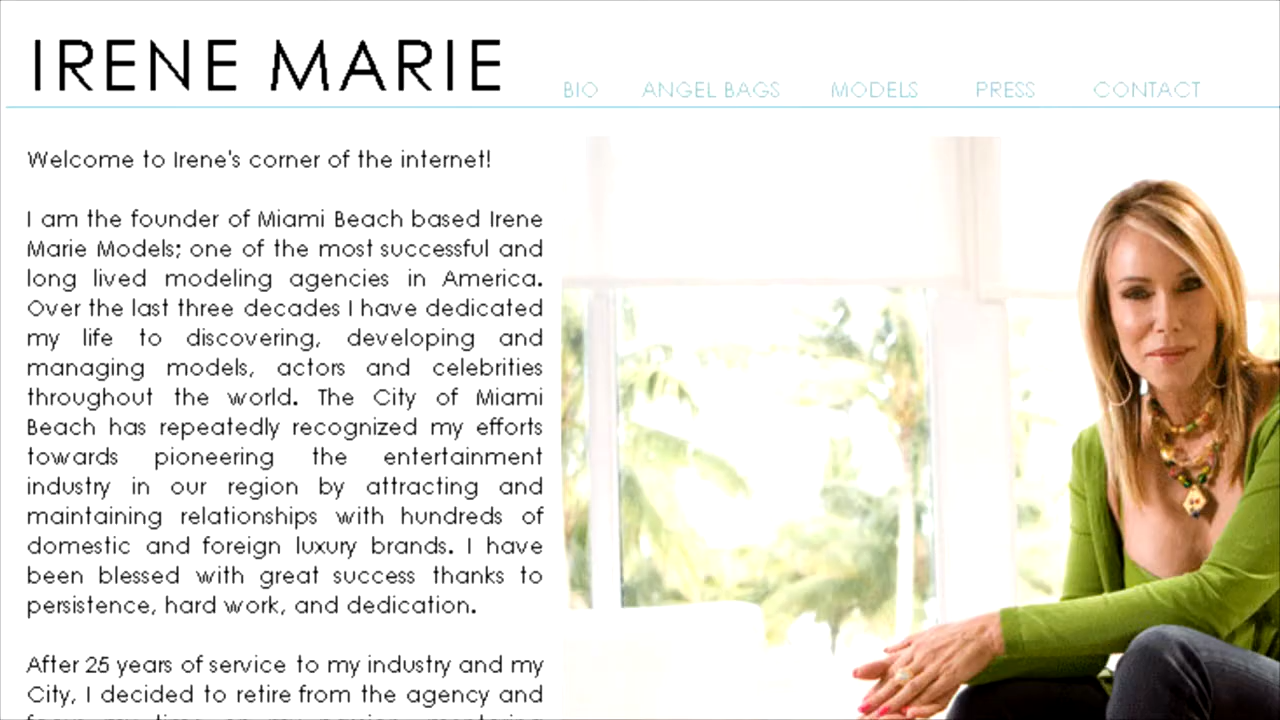 IRENE MARIE
BIO ANGEL BAGS MODELS PRESS CONTACT
Welcome to Irene's corner of the internet!
I am the founder of Miami Beach based Irene
Marie Models; one of the most successful and
long lived modeling agencies in America.
Over the last three decades I have dedicated
my life to discovering, developing and
managing models, actors and celebrities
throughout the world. The City of Miami
Beach has repeatedly recognized my efforts
towards pioneering the entertainment
industry in our region by attracting and
maintaining relationships with hundreds of
domestic and foreign luxury brands. I have
been blessed with great success thanks to
persistence, hard work, and dedication.
After 25 years of service to my industry and my
City, I decided to retire from the agency and